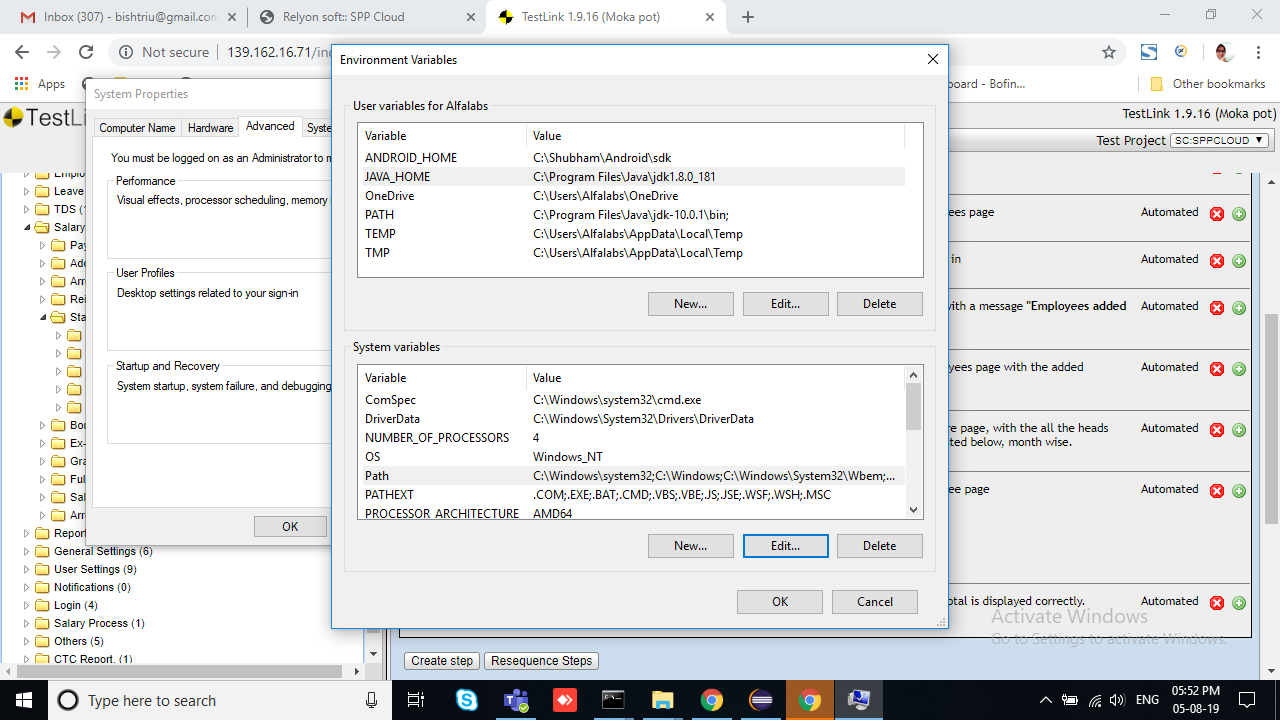 Inbox (307) - bishtriu@gmail.com
Relyon soft:: SPP Cloud
TestLink 1.9.16 (Moka pot)
Not secure
139.162.16.71/in
Apps
board - Bofin...
Other bookmarks
TestLi
TestLink 1.9.16 (Moka pot)
Test Project SC:SPPCLOUD
System Properties
Computer Name
Hardware
Advanced
Syste
You must be logged on as an Administrator to m
Performance
Visual effects, processor scheduling, memory
User Profiles
Desktop settings related to your sign-in
Startup and Recovery
System startup, system failure, and debugging
OK
Environment Variables
User variables for Alfalabs
Variable Value
ANDROID_HOME C:\Shubham\Android\sdk
JAVA_HOME C:\Program Files\Java\jdk1.8.0_181
OneDrive C:\Users\Alfalabs\OneDrive
PATH C:\Program Files\Java\jdk-10.0.1\bin;
TEMP C:\Users\Alfalabs\AppData\Local\Temp
TMP C:\Users\Alfalabs\AppData\Local\Temp
New... Edit... Delete
System variables
Variable Value
ComSpec C:\Windows\system32\cmd.exe
DriverData C:\Windows\System32\Drivers\DriverData
NUMBER_OF_PROCESSORS 4
OS Windows_NT
Path C:\Windows\system32;C:\Windows;C:\Windows\System32\Wbem;...
PATHEXT .COM;.EXE;.BAT;.CMD;.VBS;.VBE;.JS;.JSE;.WSF;.WSH;.MSC
PROCESSOR_ARCHITECTURE AMD64
New... Edit... Delete
OK Cancel
Employ
Leave
TDS (1
Salary
Pay
Add
Arr
Rei
Sta
Bon
Ex-
Gra
Full
Sal
Arr
Report
General Settings (6)
User Settings (9)
Notifications (0)
Login (4)
Salary Process (1)
Others (5)
CTC Report. (1)
ees page Automated
in Automated
with a message "Employees added Automated
yees page with the added Automated
re page, with the all the heads Automated
ted below, month wise.
ee page Automated
otal is displayed correctly. Automated
Activate Windows
Go to Settings to activate Windows.
Create step Resequence Steps
Type here to search
ENG
05:52 PM
05-08-19